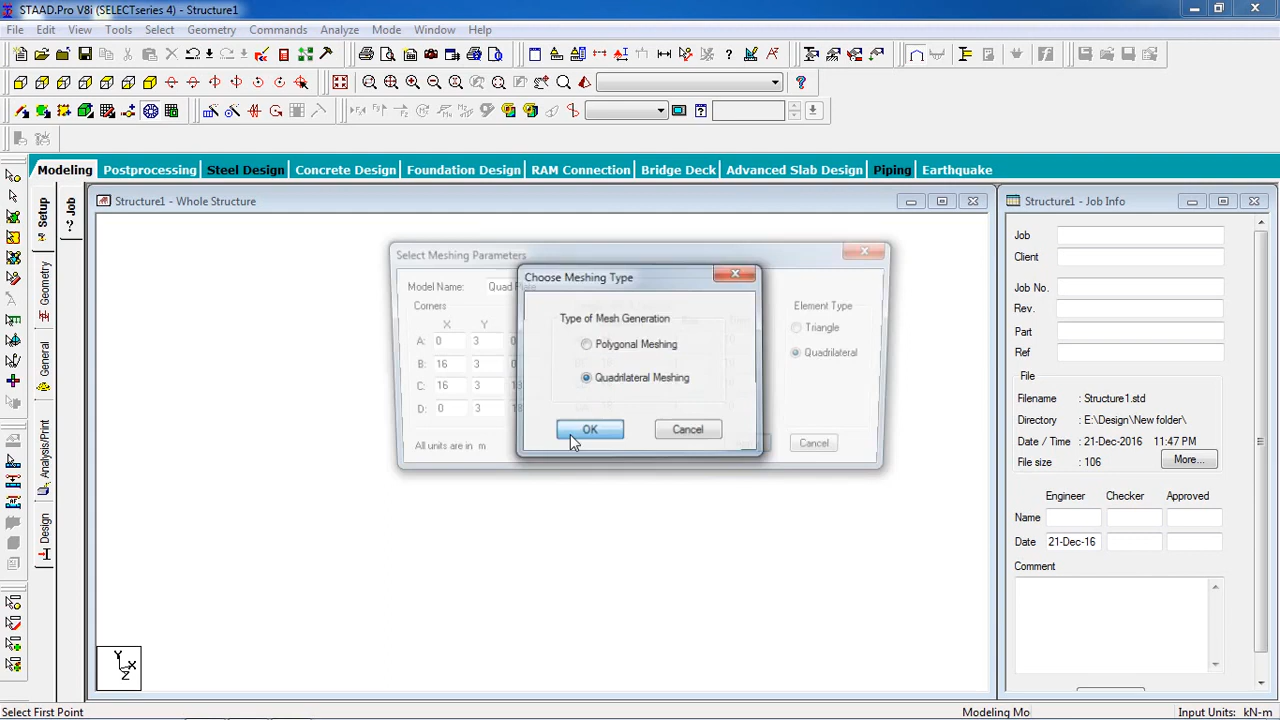 STAAD.Pro V8i (SELECTseries 4) - Structure1
File Edit View Tools Select Geometry Commands Analyze Mode Window Help
Modeling Postprocessing Steel Design Concrete Design Foundation Design RAM Connection Bridge Deck Advanced Slab Design Piping Earthquake
Setup
Job
Geometry
General
Analysis/Print
Design
Structure1 - Whole Structure
Select Meshing Parameters
Model Name: Quad
Corners
X Y
A: 0 3
B: 16 3
C: 16 3
D: 0 3
All units are in m
Element Type
Triangle
Quadrilateral
Cancel
Choose Meshing Type
Type of Mesh Generation
Polygonal Meshing
Quadrilateral Meshing
OK Cancel
Y
X
Z
Structure1 - Job Info
Job
Client
Job No.
Rev.
Part
Ref
File
Filename : Structure1.std
Directory : E:\Design\New folder\
Date / Time : 21-Dec-2016 11:47 PM
File size : 106 More...
Engineer Checker Approved
Name
Date 21-Dec-16
Comment
Select First Point Modeling Mo Input Units: kN-m